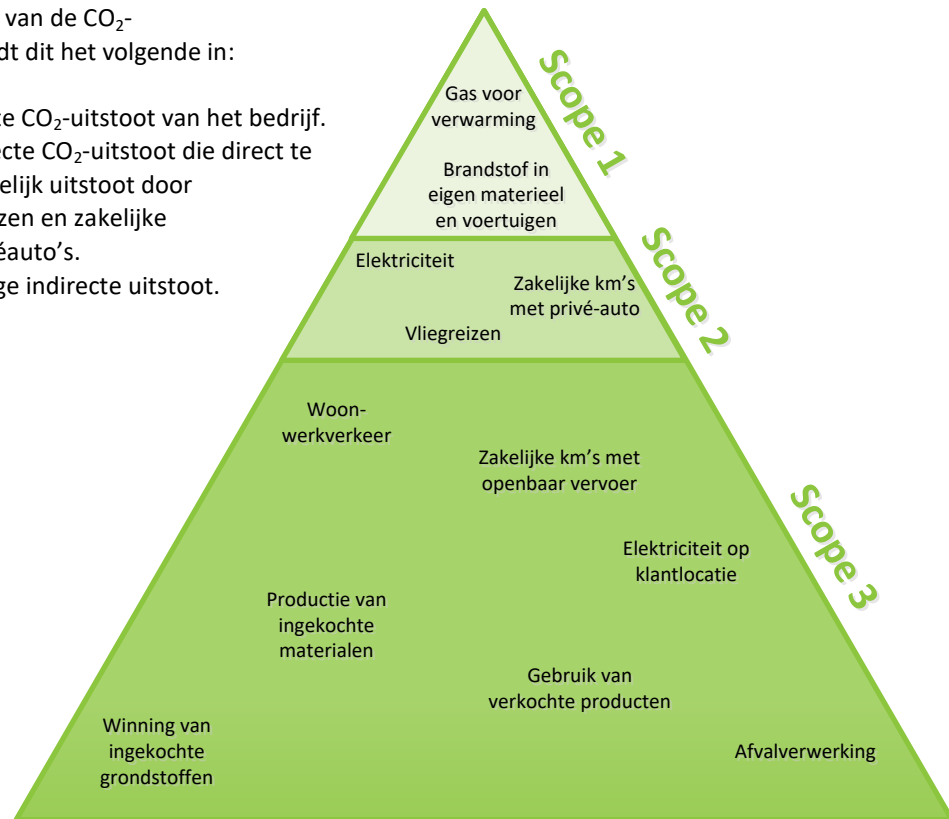 van de CO₂-
dt dit het volgende in:
te CO₂-uitstoot van het bedrijf.
ecte CO₂-uitstoot die direct te
elijk uitstoot door
zen en zakelijke
éauto's.
ge indirecte uitstoot.
Scope 1
Gas voor
verwarming
Brandstof in
eigen materieel
en voertuigen
Scope 2
Elektriciteit
Zakelijke km's
met privé-auto
Vliegreizen
Scope 3
Woon-
werkverkeer
Zakelijke km's met
openbaar vervoer
Elektriciteit op
klantlocatie
Productie van
ingekochte
materialen
Gebruik van
verkochte producten
Winning van
ingekochte
grondstoffen
Afvalverwerking